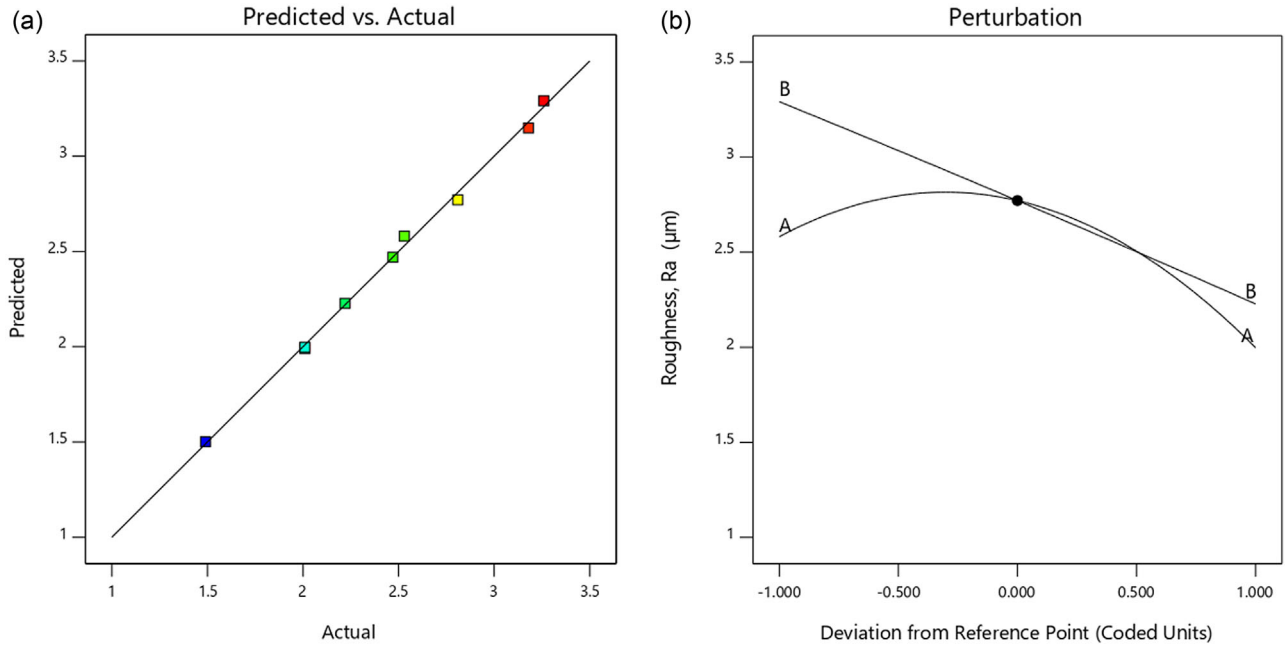 (a)
Predicted vs. Actual
3.5
3
2.5
2
1.5
1
Predicted
1 1.5 2 2.5 3 3.5
Actual
(b)
Perturbation
3.5
3
2.5
2
1.5
1
Roughness, Ra (µm)
B
A
B
A
-1.000 -0.500 0.000 0.500 1.000
Deviation from Reference Point (Coded Units)